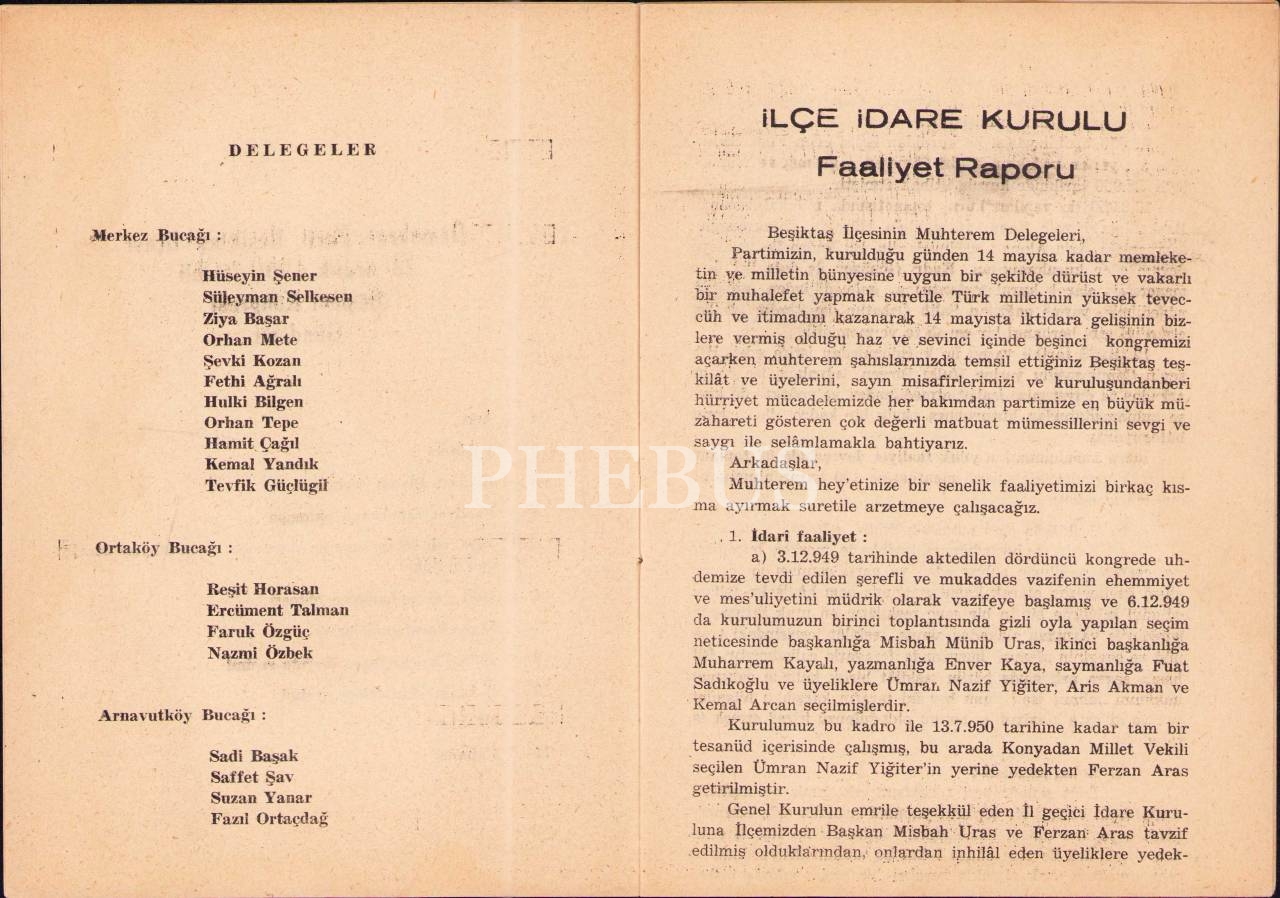 DELEGELER
Merkez Bucağı :
Hüseyin Şener
Süleyman Selkesen
Ziya Başar
Orhan Mete
Şevki Kozan
Fethi Ağralı
Hulki Bilgen
Orhan Tepe
Hamit Çağıl
Kemal Yandık
Tevfik Güçlügil
Ortaköy Bucağı :
Reşit Horasan
Ercüment Talman
Faruk Özgüç
Nazmi Özbek
Arnavutköy Bucağı :
Sadi Başak
Saffet Şav
Suzan Yanar
Fazıl Ortaçdağ
İLÇE İDARE KURULU
Faaliyet Raporu
Beşiktaş İlçesinin Muhterem Delegeleri,
Partimizin, kurulduğu günden 14 mayısa kadar memleke-
tin ve milletin bünyesine uygun bir şekilde dürüst ve vakarlı
bir muhalefet yapmak suretile Türk milletinin yüksek tevec-
cüh ve itimadını kazanarak 14 mayısta iktidara gelişinin biz-
lere vermiş olduğu haz ve sevinci içinde beşinci kongremizi
açarken muhterem şahıslarınızda temsil ettiğiniz Beşiktaş teş-
kilât ve üyelerini, sayın misafirlerimizi ve kuruluşundanberi
hürriyet mücadelemizde her bakımdan partimize en büyük mü-
zahareti gösteren çok değerli matbuat mümessillerini sevgi ve
saygı ile selâmlamakla bahtiyarız.
Arkadaşlar,
Muhterem hey'etinize bir senelik faaliyetimizi birkaç kıs-
ma ayırmak suretile arzetmeye çalışacağız.
1. İdarî faaliyet :
a) 3.12.949 tarihinde aktedilen dördüncü kongrede uh-
demize tevdi edilen şerefli ve mukaddes vazifenin ehemmiyet
ve mes'uliyetini müdrik olarak vazifeye başlamış ve 6.12.949
da kurulumuzun birinci toplantısında gizli oyla yapılan seçim
neticesinde başkanlığa Misbah Münib Uras, ikinci başkanlığa
Muharrem Kayalı, yazmanlığa Enver Kaya, saymanlığa Fuat
Sadıkoğlu ve üyeliklere Ümran Nazif Yiğiter, Aris Akman ve
Kemal Arcan seçilmişlerdir.
Kurulumuz bu kadro ile 13.7.950 tarihine kadar tam bir
tesanüd içerisinde çalışmış, bu arada Konyadan Millet Vekili
seçilen Ümran Nazif Yiğiter'in yerine yedekten Ferzan Aras
getirilmiştir.
Genel Kurulun emrile teşekkül eden İl geçici İdare Kuru-
luna İlçemizden Başkan Misbah Uras ve Ferzan Aras tavzif
edilmiş olduklarından, onlardan inhilâl eden üyeliklere yedek-
PHEBUS